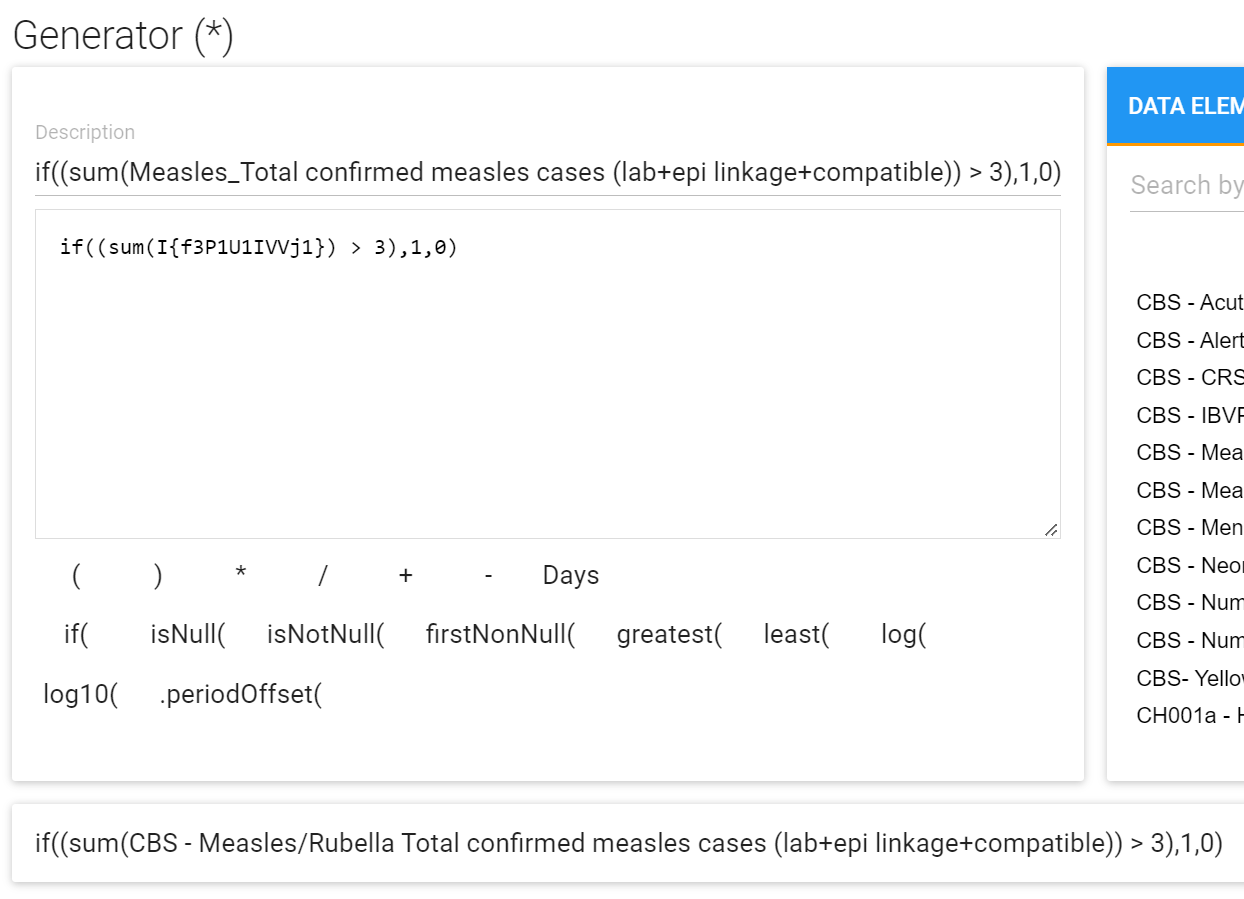 Generator (*)
Description
if((sum(Measles_Total confirmed measles cases (lab+epi linkage+compatible)) > 3),1,0)
if((sum(I{f3P1U1IVVj1}) > 3),1,0)
( ) * / + - Days
if( isNull( isNotNull( firstNonNull( greatest( least( log(
log10( .periodOffset(
DATA ELEM
Search by
CBS - Acut
CBS - Alert
CBS - CRS
CBS - IBVP
CBS - Mea
CBS - Mea
CBS - Men
CBS - Neon
CBS - Num
CBS - Num
CBS- Yellow
CH001a - H
if((sum(CBS - Measles/Rubella Total confirmed measles cases (lab+epi linkage+compatible)) > 3),1,0)